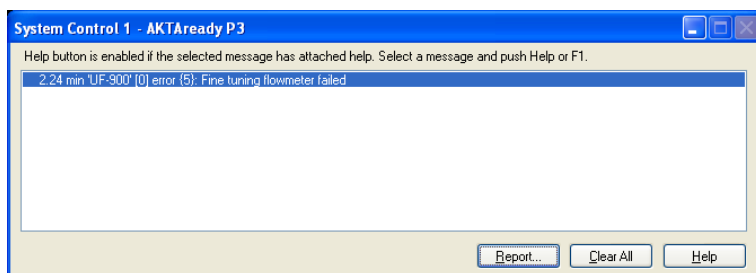 System Control 1 - AKTAready P3
Help button is enabled if the selected message has attached help. Select a message and push Help or F1.
2.24 min 'UF-900' [0] error {5}: Fine tuning flowmeter failed
Report... Clear All Help